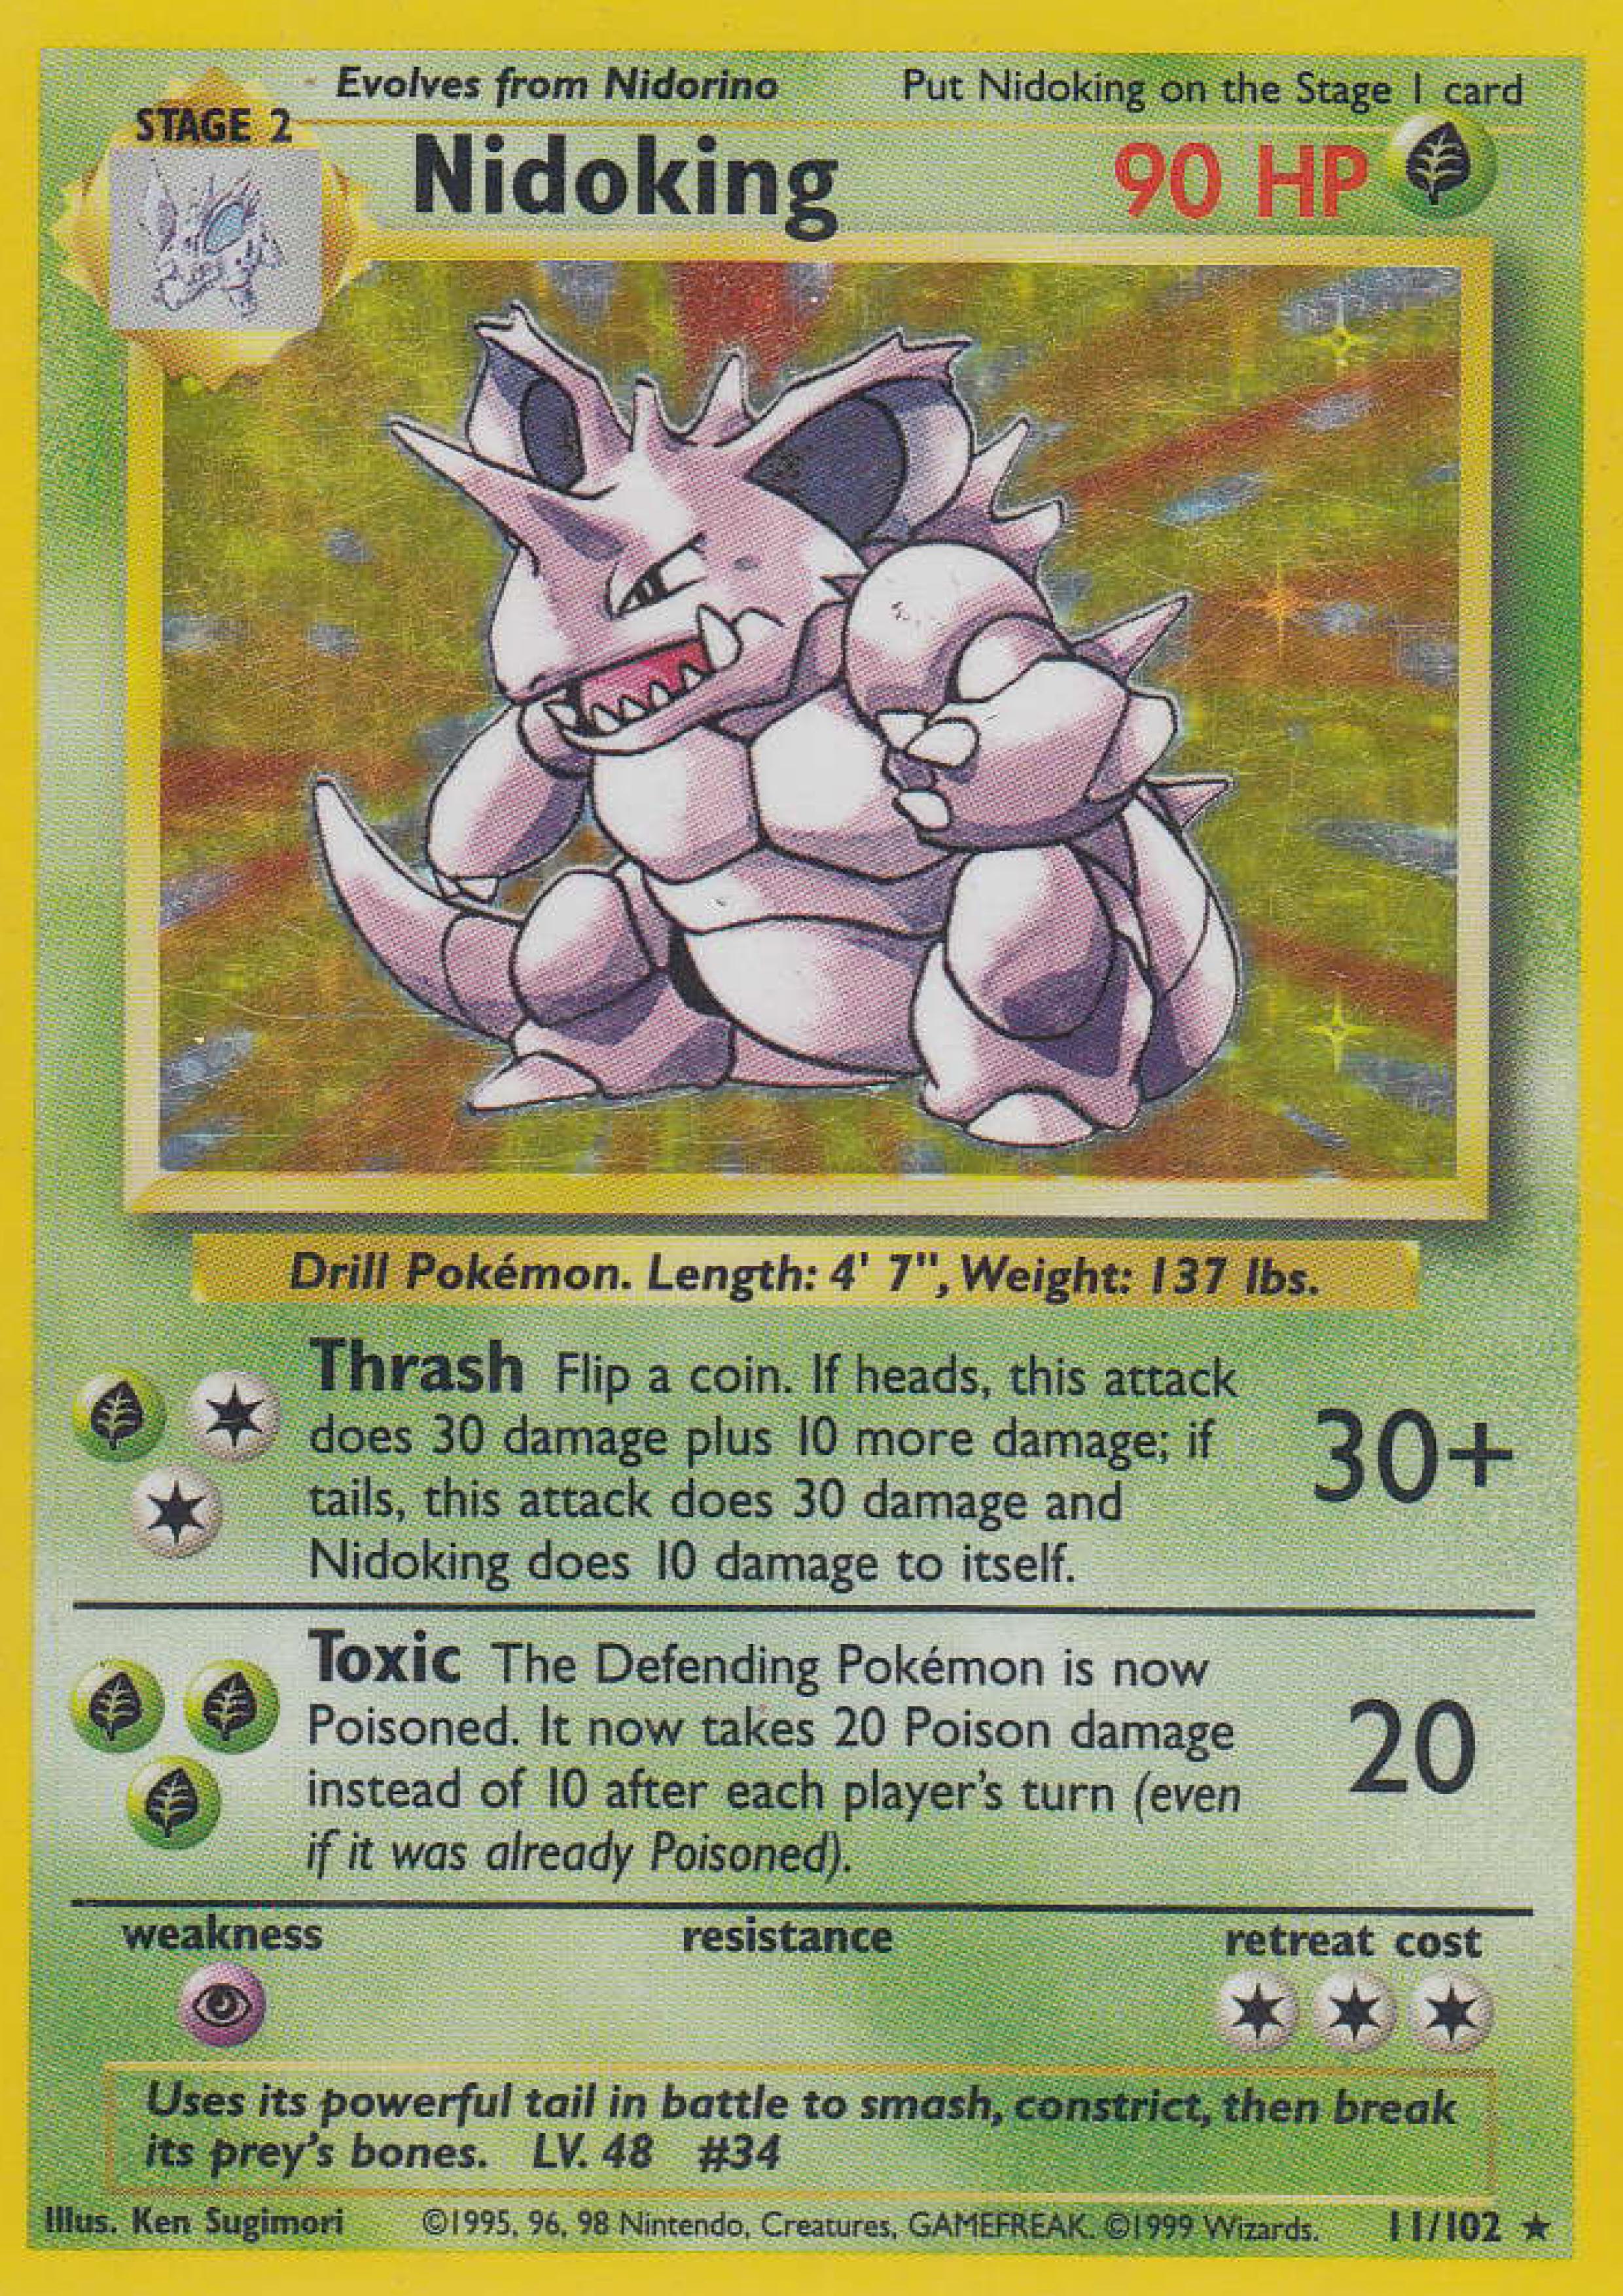 Evolves from Nidorino Put Nidoking on the Stage 1 card
STAGE 2
Nidoking 90 HP
Drill Pokémon. Length: 4' 7", Weight: 137 lbs.
Thrash Flip a coin. If heads, this attack
does 30 damage plus 10 more damage; if
tails, this attack does 30 damage and
Nidoking does 10 damage to itself.
30+
Toxic The Defending Pokémon is now
Poisoned. It now takes 20 Poison damage
instead of 10 after each player's turn (even
if it was already Poisoned).
20
weakness resistance retreat cost
Uses its powerful tail in battle to smash, constrict, then break
its prey's bones. LV. 48 #34
Illus. Ken Sugimori ©1995, 96, 98 Nintendo, Creatures, GAMEFREAK. ©1999 Wizards. 11/102 ★